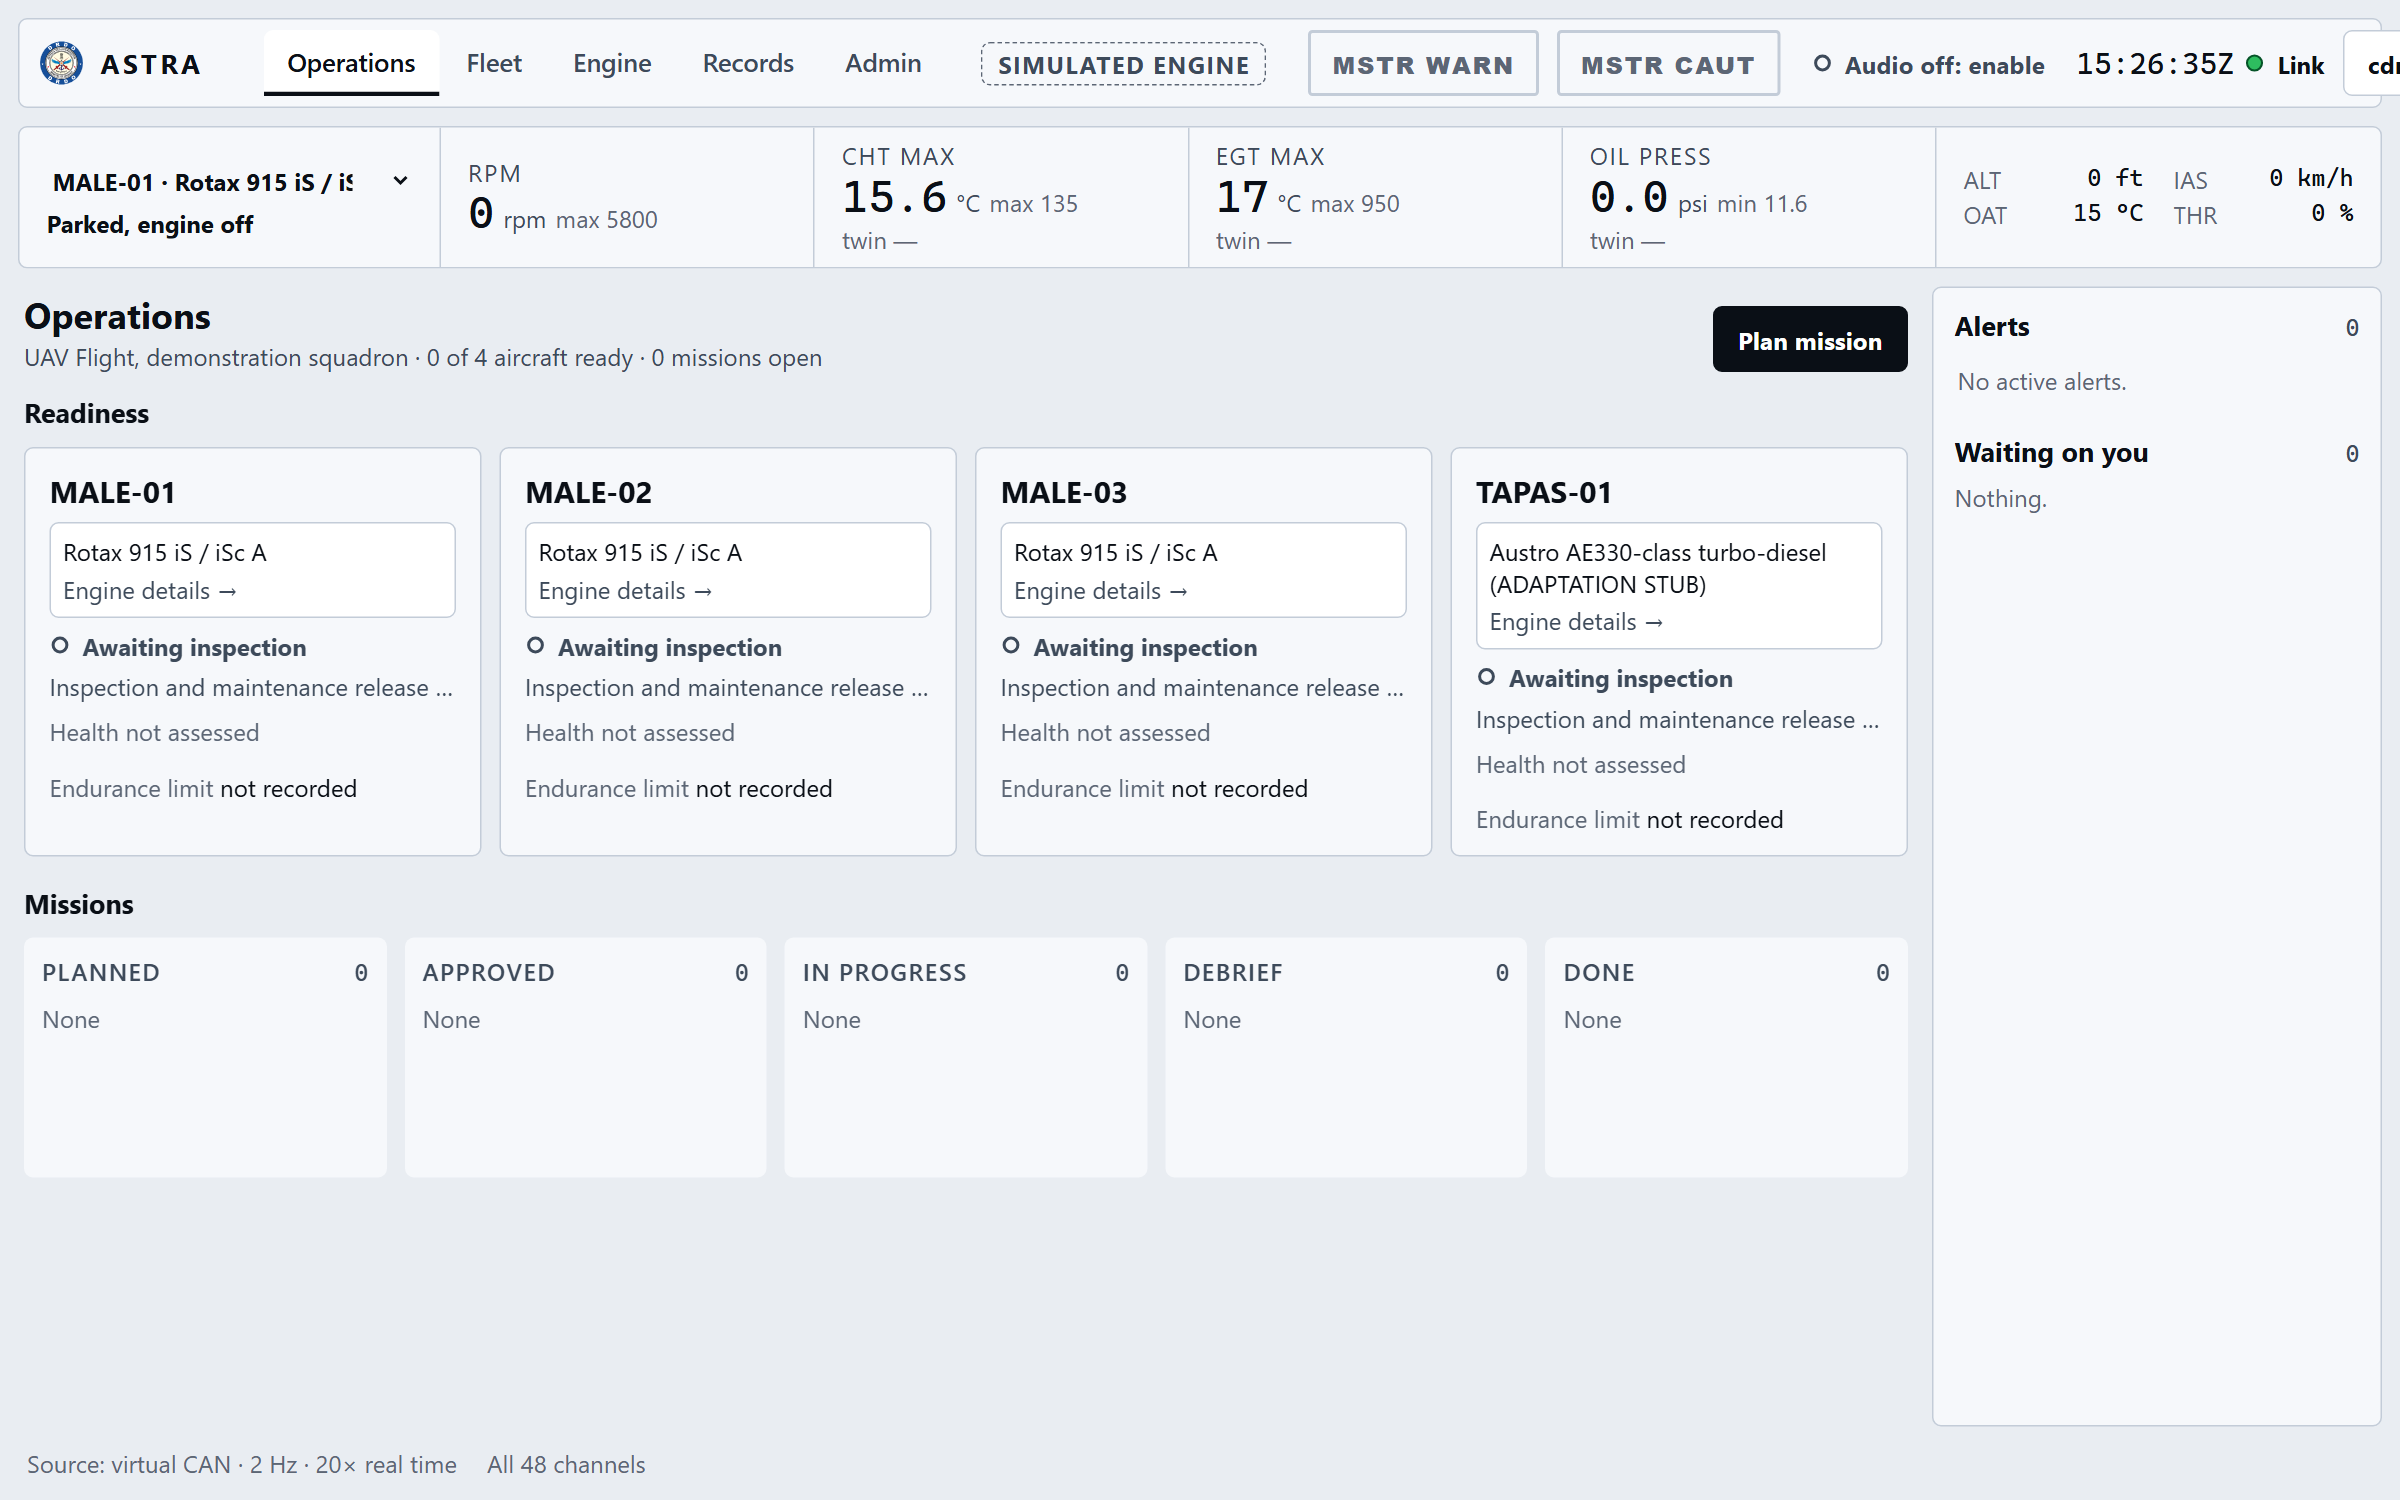 ASTRA
Operations
Fleet
Engine
Records
Admin
SIMULATED ENGINE
MSTR WARN
MSTR CAUT
Audio off: enable
15:26:35Z
Link
MALE-01 · Rotax 915 iS / iS
Parked, engine off
RPM
0 rpm max 5800
CHT MAX
15.6 °C max 135
twin —
EGT MAX
17 °C max 950
twin —
OIL PRESS
0.0 psi min 11.6
twin —
ALT 0 ft IAS 0 km/h
OAT 15 °C THR 0 %
Operations
UAV Flight, demonstration squadron · 0 of 4 aircraft ready · 0 missions open
Plan mission
Readiness
MALE-01
Rotax 915 iS / iSc A
Engine details →
Awaiting inspection
Inspection and maintenance release ...
Health not assessed
Endurance limit not recorded
MALE-02
Rotax 915 iS / iSc A
Engine details →
Awaiting inspection
Inspection and maintenance release ...
Health not assessed
Endurance limit not recorded
MALE-03
Rotax 915 iS / iSc A
Engine details →
Awaiting inspection
Inspection and maintenance release ...
Health not assessed
Endurance limit not recorded
TAPAS-01
Austro AE330-class turbo-diesel
(ADAPTATION STUB)
Engine details →
Awaiting inspection
Inspection and maintenance release ...
Health not assessed
Endurance limit not recorded
Missions
PLANNED 0
None
APPROVED 0
None
IN PROGRESS 0
None
DEBRIEF 0
None
DONE 0
None
Alerts 0
No active alerts.
Waiting on you 0
Nothing.
Source: virtual CAN · 2 Hz · 20× real time
All 48 channels